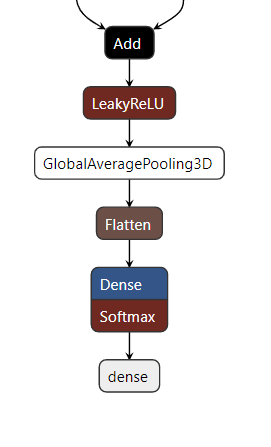 Add
LeakyReLU
GlobalAveragePooling3D
Flatten
Dense
Softmax
dense